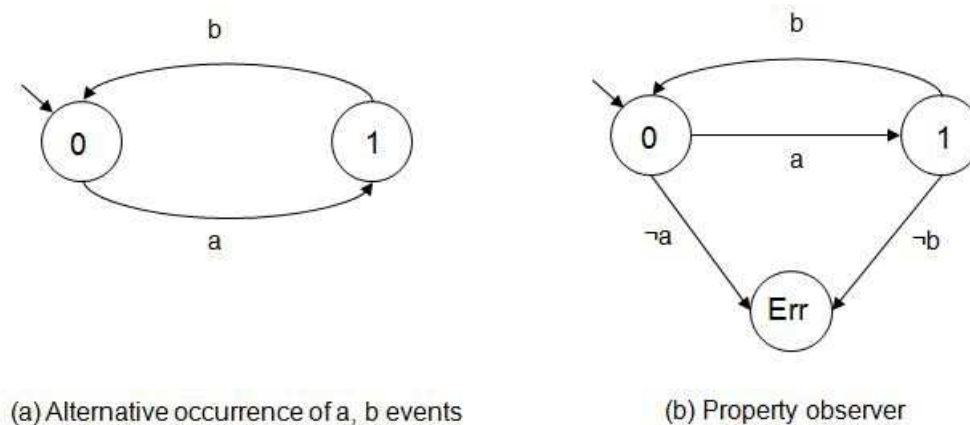 b
0
1
a
(a) Alternative occurrence of a, b events
b
0
1
a
¬a
¬b
Err
(b) Property observer